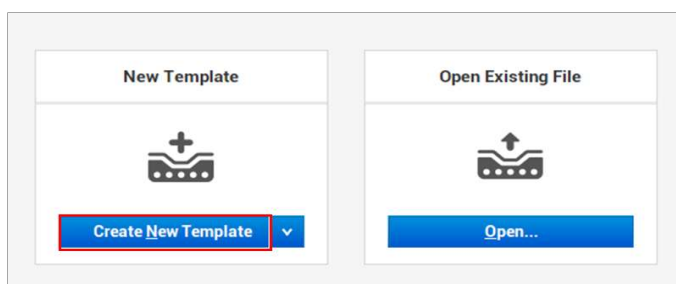 New Template
Open Existing File
Create New Template
Open...